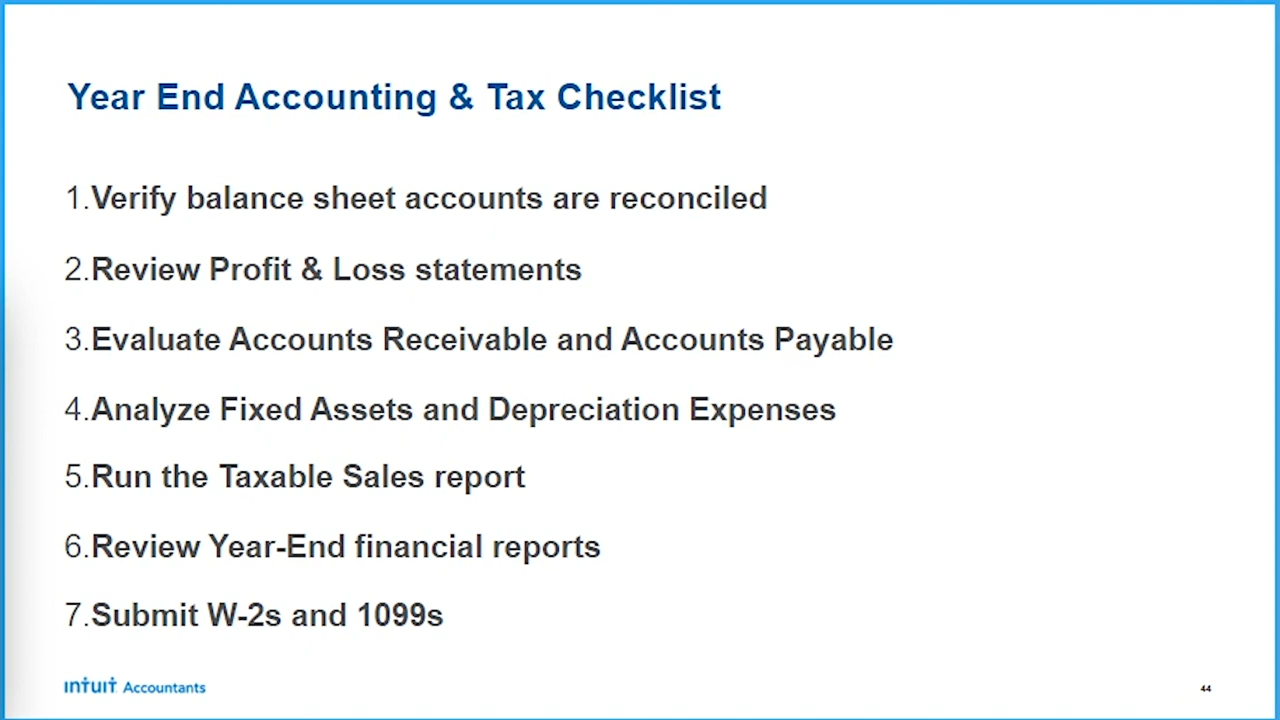 Year End Accounting & Tax Checklist
1.Verify balance sheet accounts are reconciled
2.Review Profit & Loss statements
3.Evaluate Accounts Receivable and Accounts Payable
4.Analyze Fixed Assets and Depreciation Expenses
5.Run the Taxable Sales report
6.Review Year-End financial reports
7.Submit W-2s and 1099s
INTUIT Accountants
44